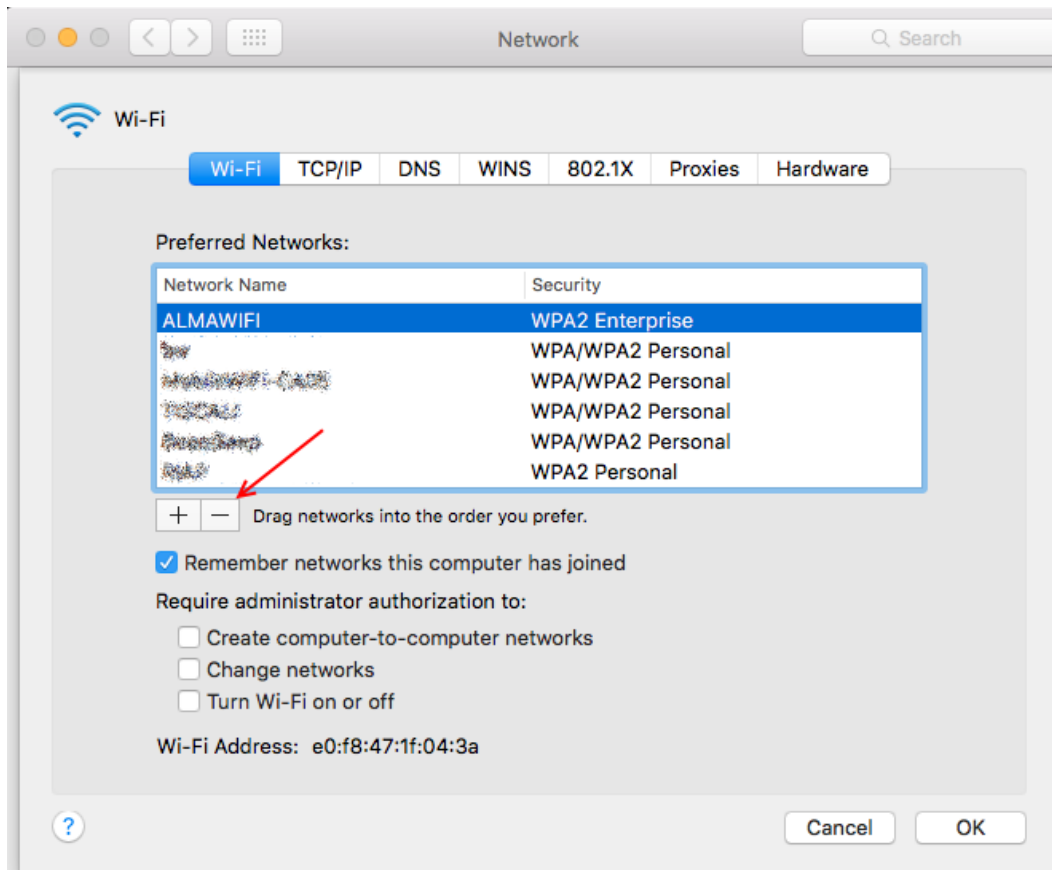 Network
Search
Wi-Fi
Wi-Fi TCP/IP DNS WINS 802.1X Proxies Hardware
Preferred Networks:
Network Name Security
ALMAWIFI WPA2 Enterprise
WPA/WPA2 Personal
WPA/WPA2 Personal
WPA/WPA2 Personal
WPA/WPA2 Personal
WPA2 Personal
+ − Drag networks into the order you prefer.
Remember networks this computer has joined
Require administrator authorization to:
Create computer-to-computer networks
Change networks
Turn Wi-Fi on or off
Wi-Fi Address: e0:f8:47:1f:04:3a
? Cancel OK